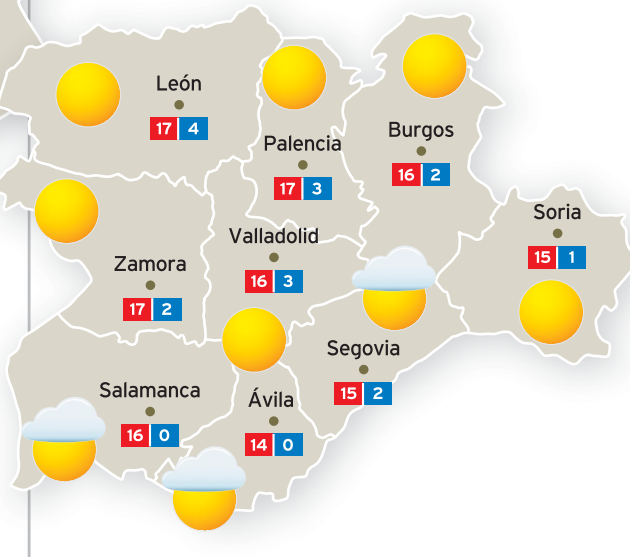 León
17 4
Palencia
17 3
Burgos
16 2
Soria
15 1
Valladolid
16 3
Zamora
17 2
Segovia
15 2
Salamanca
16 0
Ávila
14 0